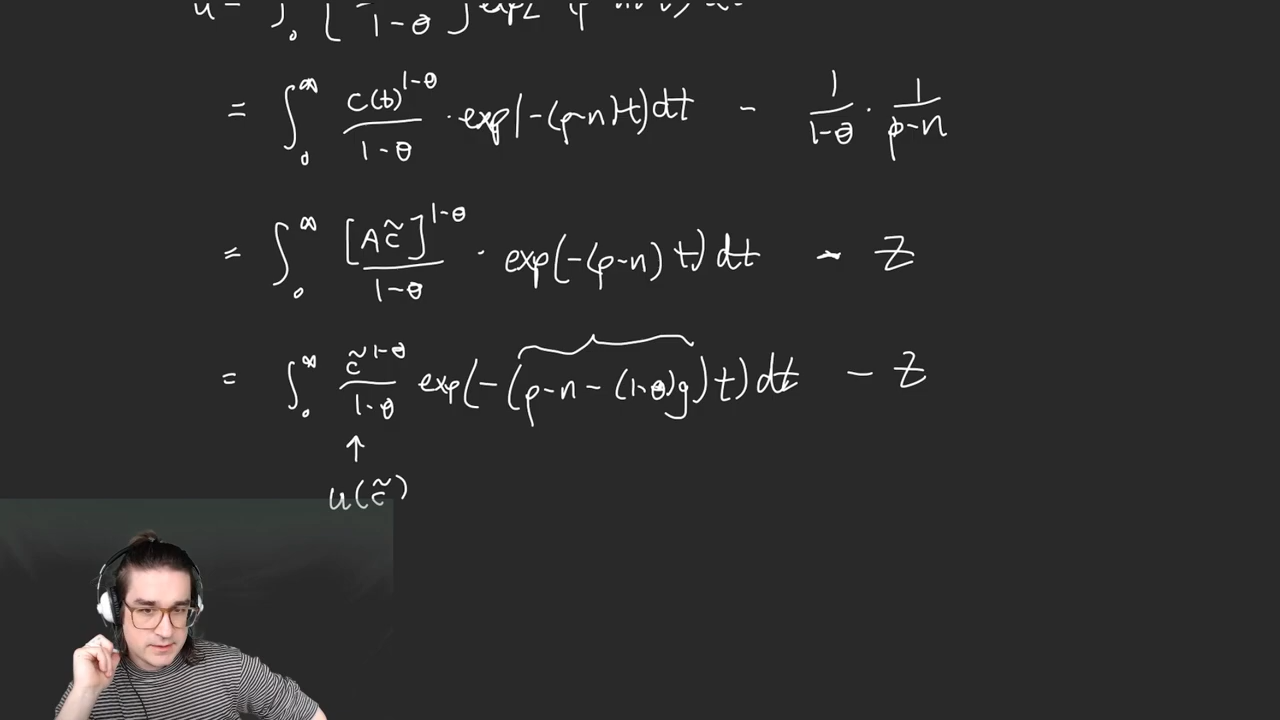 = ∫₀^∞ c(t)^{1-θ} / (1-θ) · exp(-(ρ-n)t) dt - 1/(1-θ) · 1/(ρ-n)
= ∫₀^∞ [A c̃]^{1-θ} / (1-θ) · exp(-(ρ-n)t) dt - Z
= ∫₀^∞ c̃^{1-θ} / (1-θ) exp(-(ρ-n-(1-θ)g)t) dt - Z
↑
u(c̃)